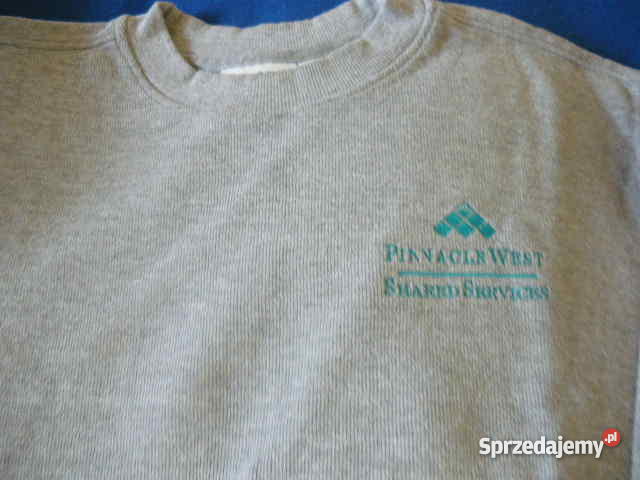 PINNACLE WEST
SHARED SERVICES
Sprzedajemy.pl